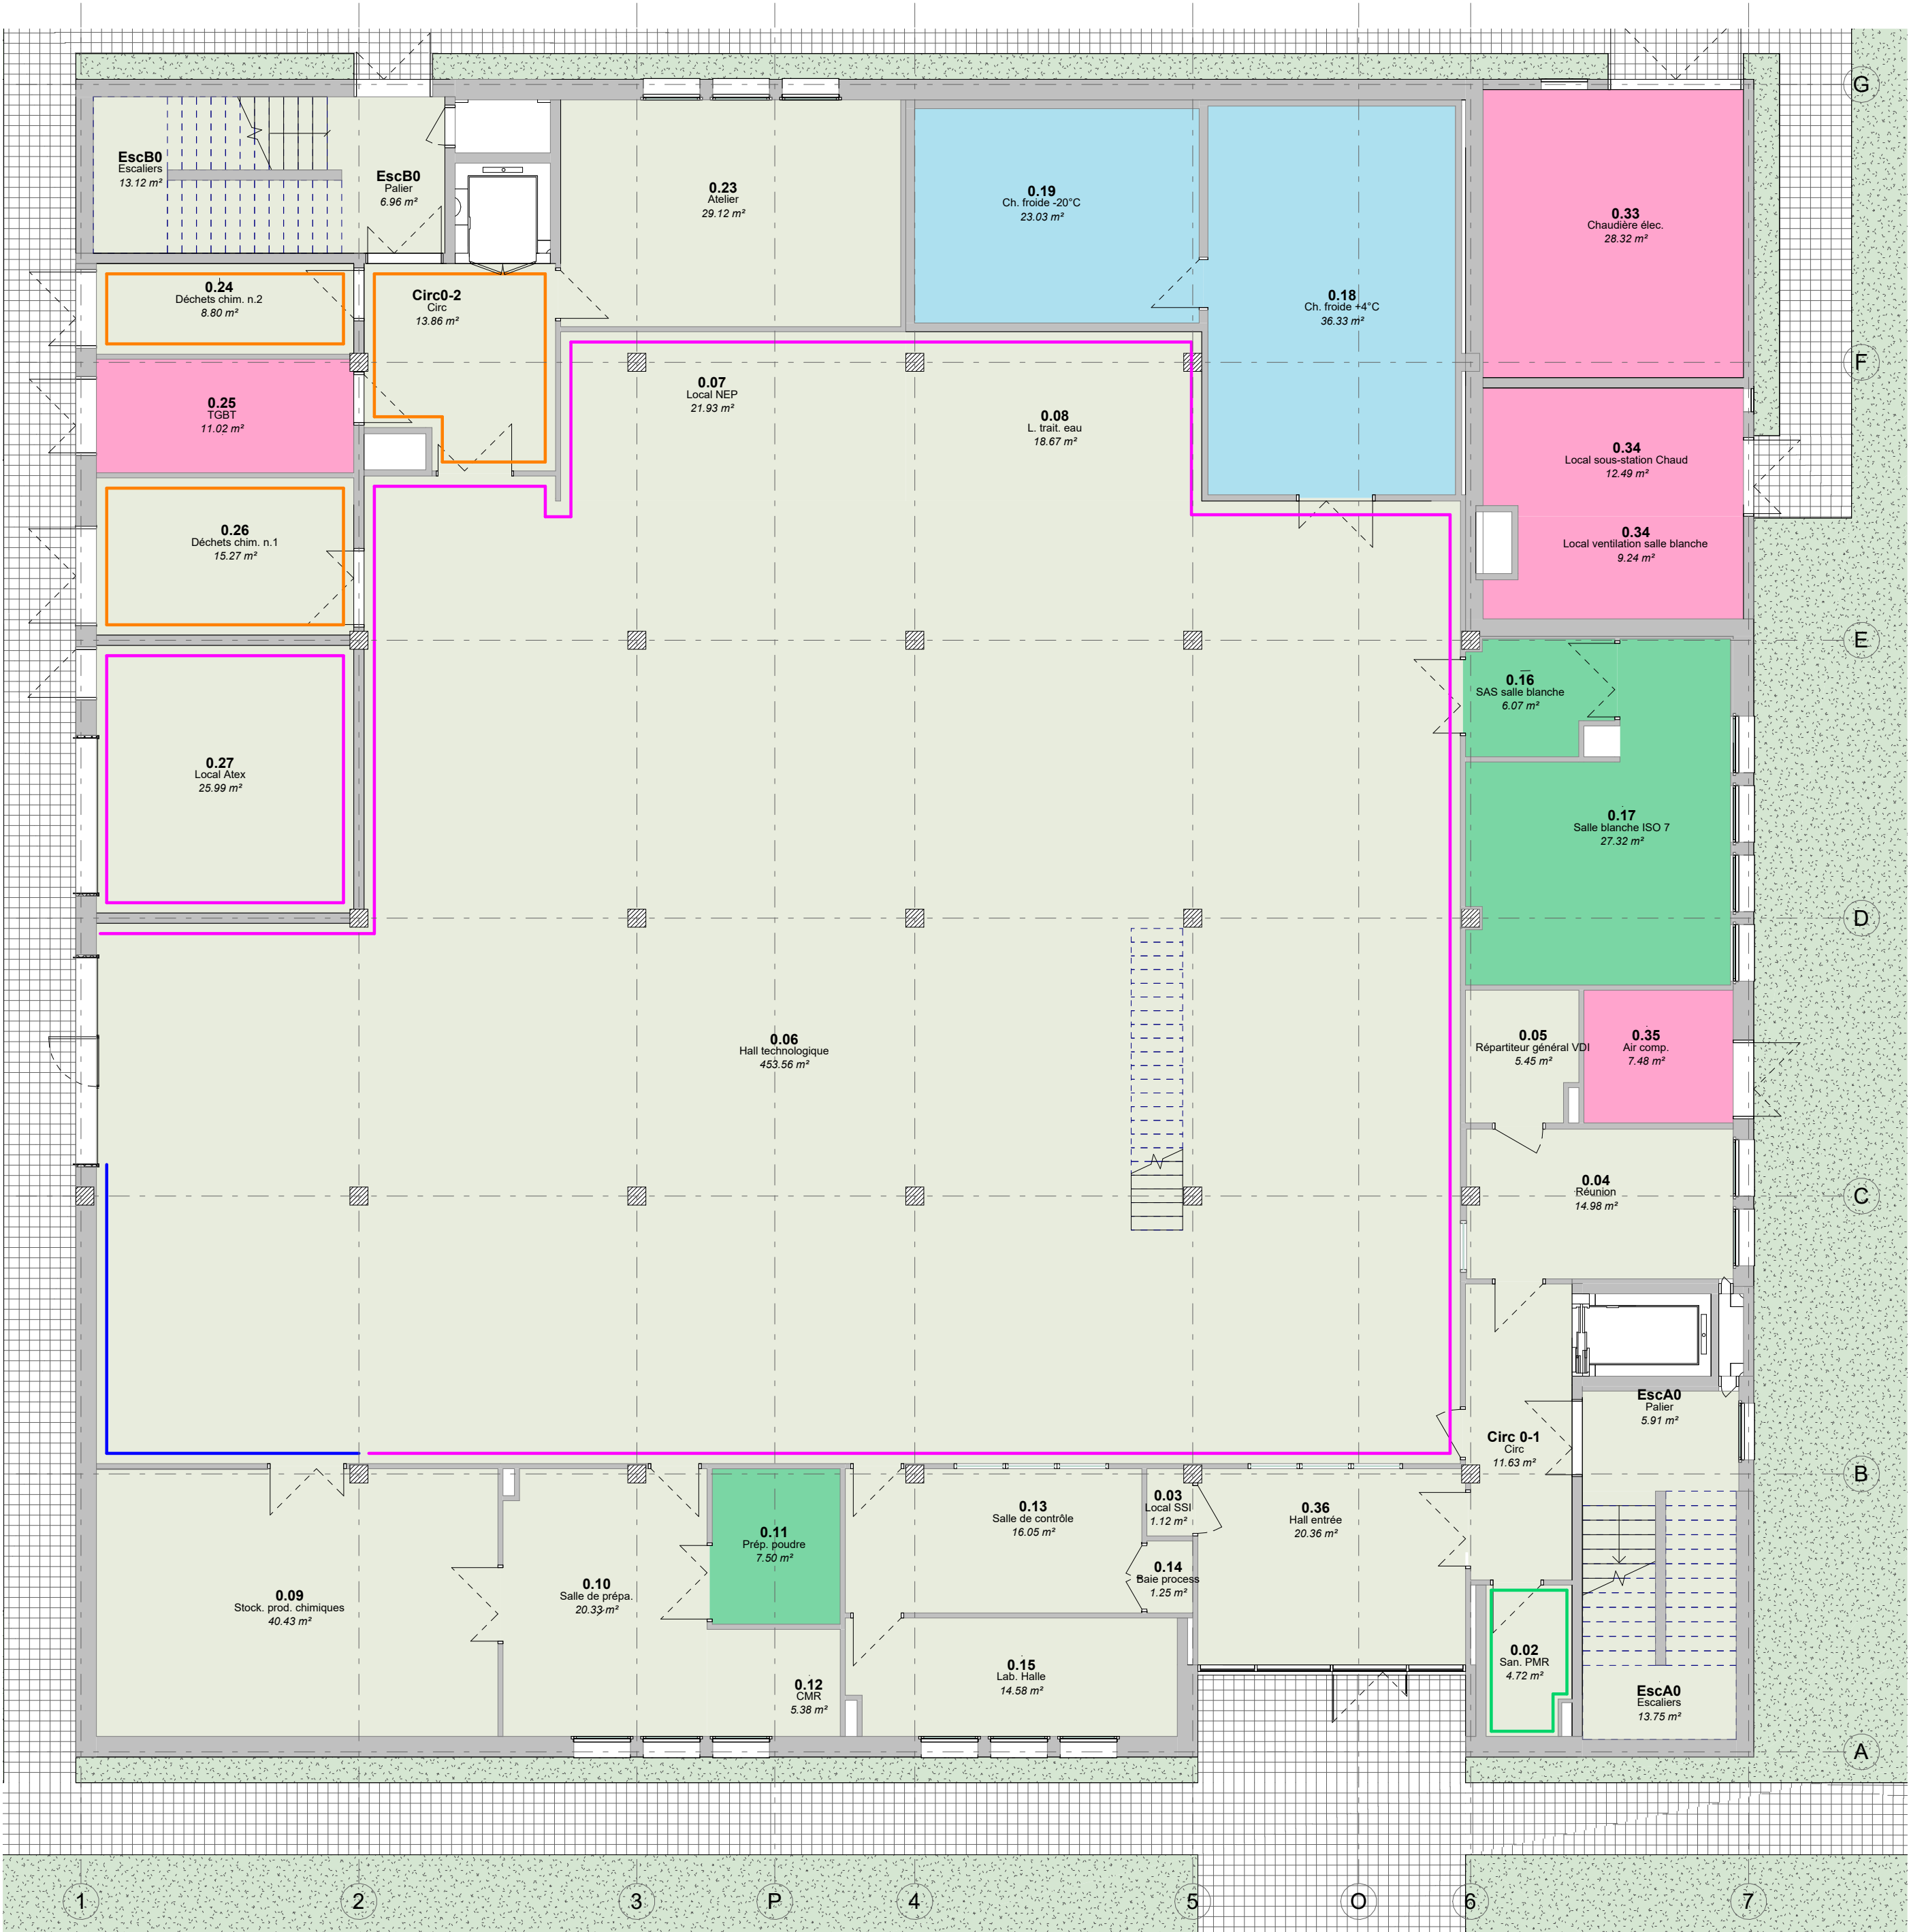 G
EscB0
Escaliers
13.12 m²
EscB0
Palier
6.96 m²
0.23
Atelier
29.12 m²
0.19
Ch. froide -20°C
23.03 m²
0.33
Chaudière élec.
28.32 m²
0.24
Déchets chim. n.2
8.80 m²
Circ0-2
Circ
13.86 m²
0.18
Ch. froide +4°C
36.33 m²
F
0.25
TGBT
11.02 m²
0.07
Local NEP
21.93 m²
0.08
L. trait. eau
18.67 m²
0.34
Local sous-station Chaud
12.49 m²
0.26
Déchets chim. n.1
15.27 m²
0.34
Local ventilation salle blanche
9.24 m²
E
0.16
SAS salle blanche
6.07 m²
0.27
Local Atex
25.99 m²
0.17
Salle blanche ISO 7
27.32 m²
D
0.06
Hall technologique
453.56 m²
0.05
Répartiteur général VDI
5.45 m²
0.35
Air comp.
7.48 m²
C
0.04
Réunion
14.98 m²
EscA0
Palier
5.91 m²
Circ 0-1
Circ
11.63 m²
B
0.03
Local SSI
1.12 m²
0.13
Salle de contrôle
16.05 m²
0.36
Hall entrée
20.36 m²
0.11
Prép. poudre
7.50 m²
0.14
Baie process
1.25 m²
0.09
Stock. prod. chimiques
40.43 m²
0.10
Salle de prépa.
20.33 m²
0.02
San. PMR
4.72 m²
0.15
Lab. Halle
14.58 m²
0.12
CMR
5.38 m²
EscA0
Escaliers
13.75 m²
A
1
2
3
P
4
5
O
6
7